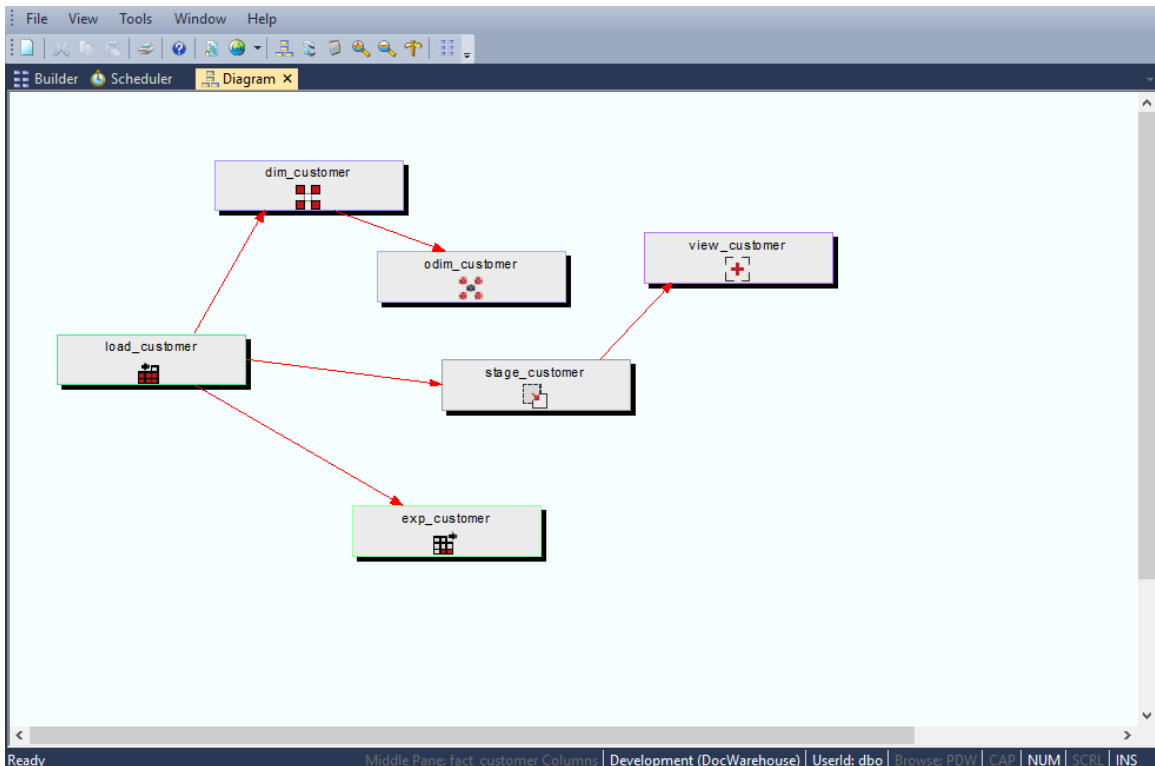 File View Tools Window Help
Builder Scheduler Diagram
dim_customer
view_customer
odim_customer
load_customer
stage_customer
exp_customer
Ready Middle Pane: fact_customer Columns Development (DocWarehouse) UserId: dbo Browse: PDW CAP NUM SCRL INS